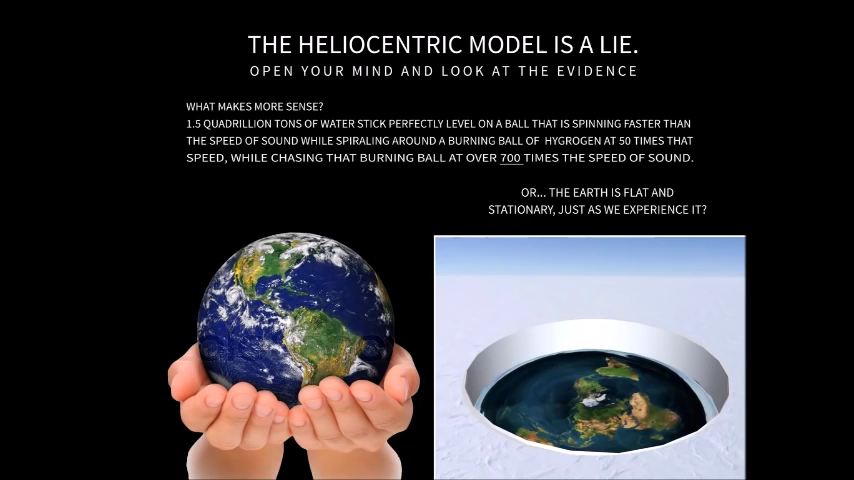 THE HELIOCENTRIC MODEL IS A LIE.
OPEN YOUR MIND AND LOOK AT THE EVIDENCE
WHAT MAKES MORE SENSE?
1.5 QUADRILLION TONS OF WATER STICK PERFECTLY LEVEL ON A BALL THAT IS SPINNING FASTER THAN
THE SPEED OF SOUND WHILE SPIRALING AROUND A BURNING BALL OF HYGROGEN AT 50 TIMES THAT
SPEED, WHILE CHASING THAT BURNING BALL AT OVER 700 TIMES THE SPEED OF SOUND.
OR... THE EARTH IS FLAT AND
STATIONARY, JUST AS WE EXPERIENCE IT?